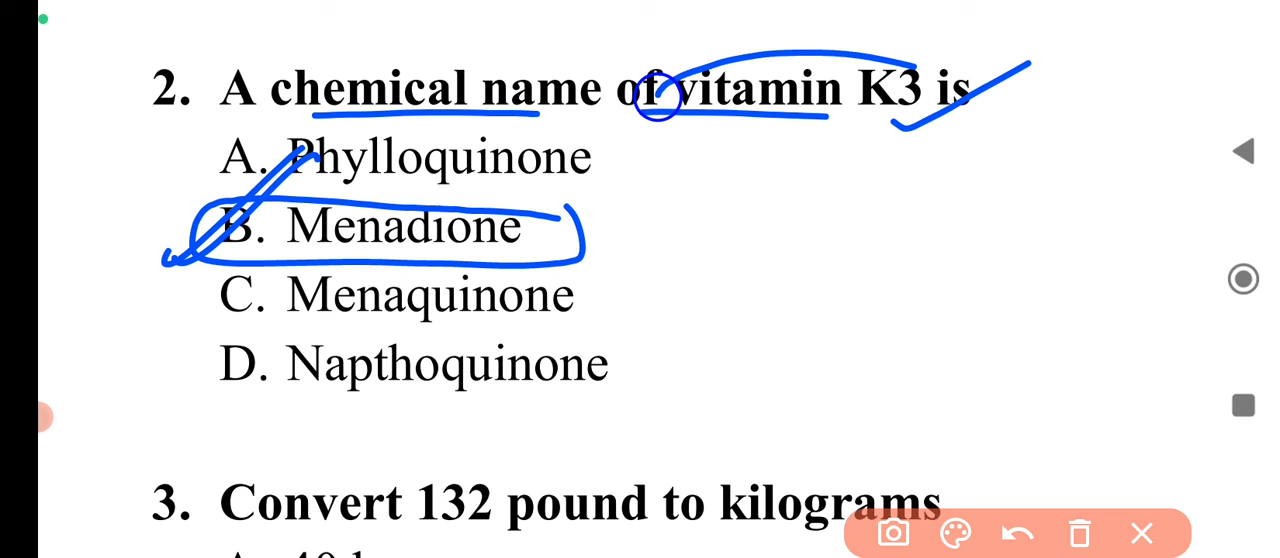 2. A chemical name of vitamin K3 is
A. Phylloquinone
B. Menadione
C. Menaquinone
D. Napthoquinone
3. Convert 132 pound to kilograms